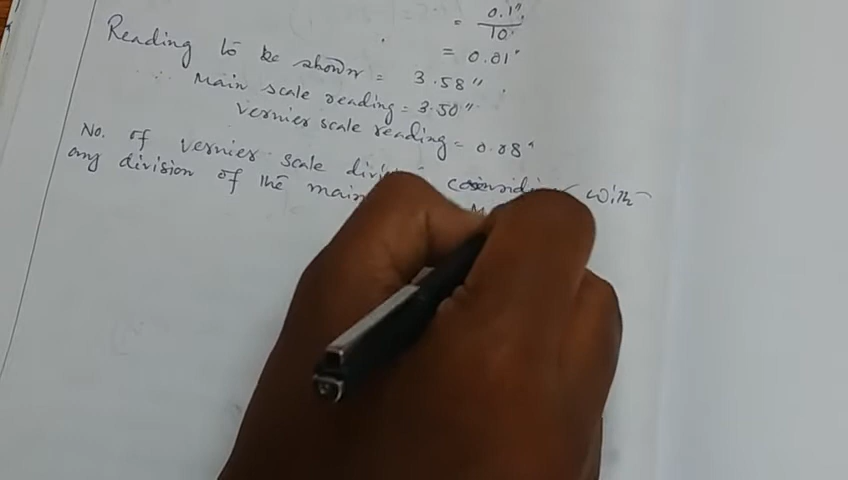 = 0.1"
10
= 0.01"
Reading to be shown = 3.58"
∴ Main scale reading = 3.50"
Vernier scale reading = 0.08"
No. of vernier scale with
any division of the main